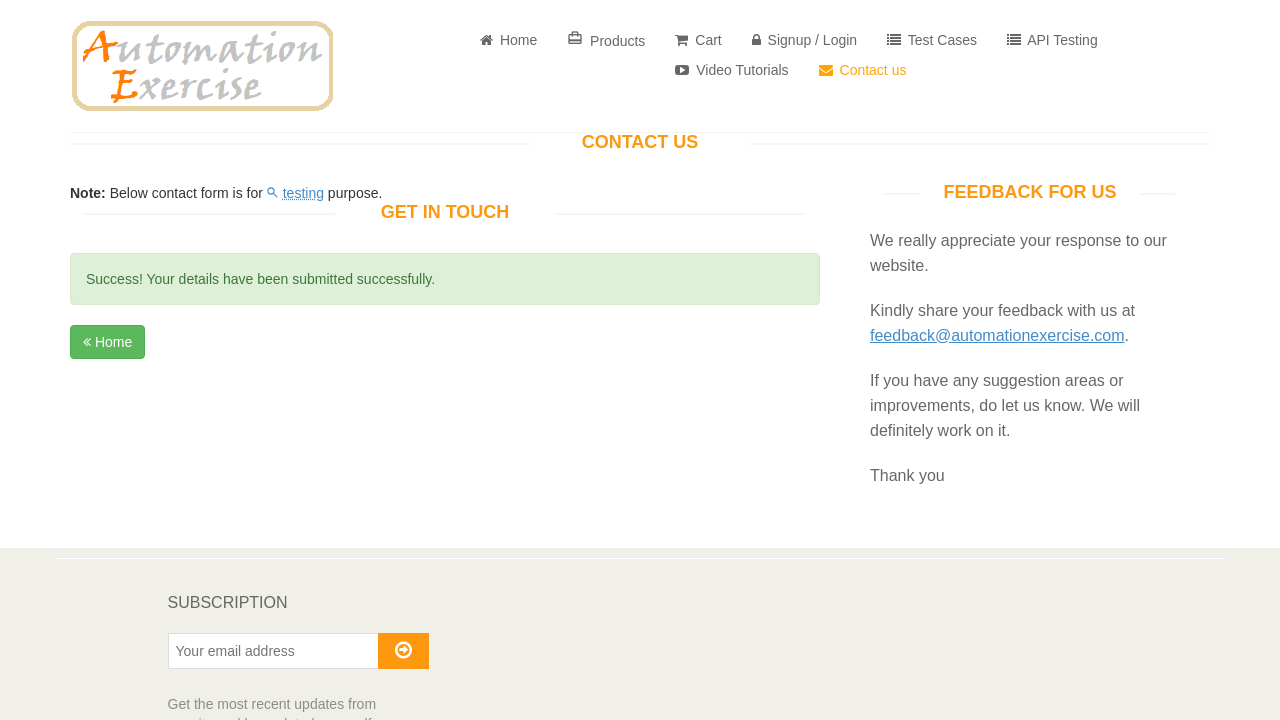 Automation
Exercise
Home
Products
Cart
Signup / Login
Test Cases
API Testing
Video Tutorials
Contact us
CONTACT US
Note: Below contact form is for testing purpose.
GET IN TOUCH
Success! Your details have been submitted successfully.
Home
FEEDBACK FOR US
We really appreciate your response to our
website.
Kindly share your feedback with us at
feedback@automationexercise.com.
If you have any suggestion areas or
improvements, do let us know. We will
definitely work on it.
Thank you
SUBSCRIPTION
Your email address
Get the most recent updates from